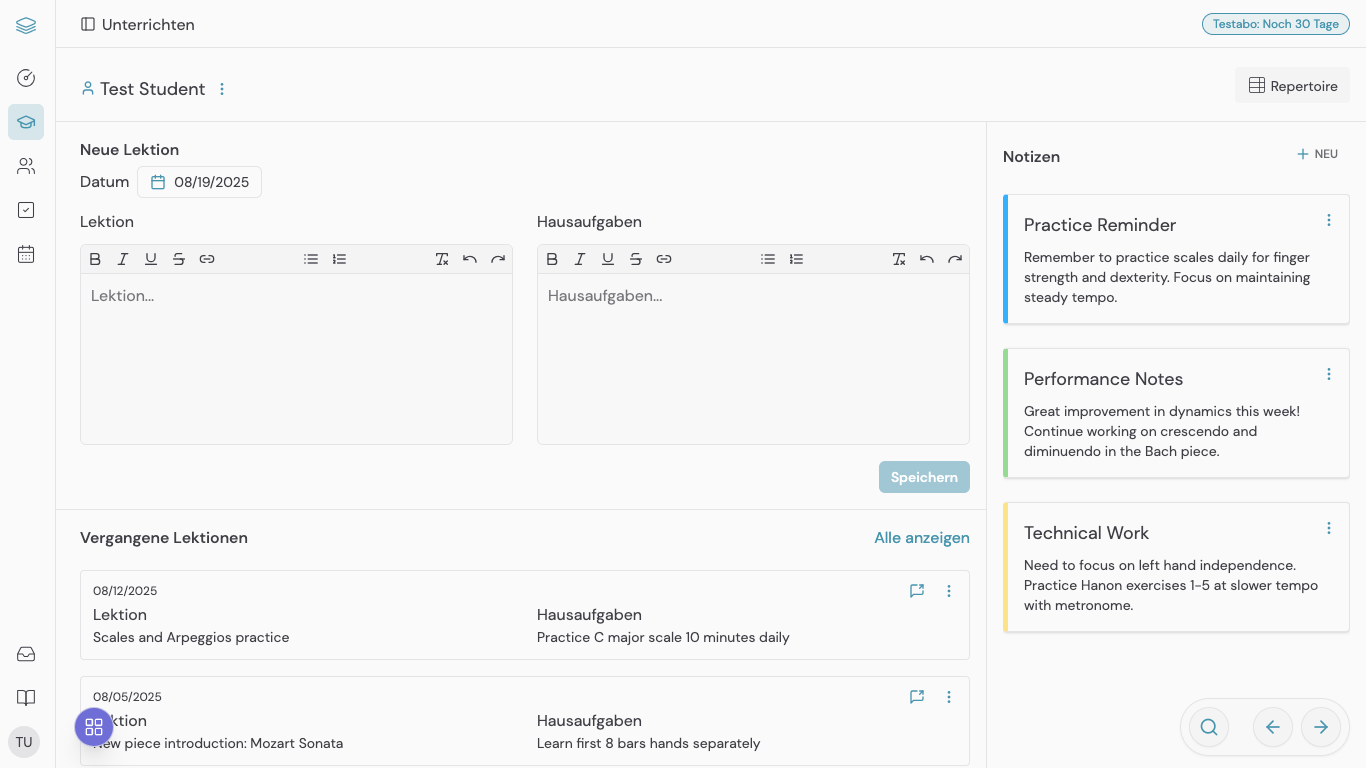 Unterrichten
Testabo: Noch 30 Tage
Test Student
Repertoire
Neue Lektion
Datum
08/19/2025
Lektion
Hausaufgaben
Lektion...
Hausaufgaben...
Speichern
Vergangene Lektionen
Alle anzeigen
08/12/2025
Lektion
Hausaufgaben
Scales and Arpeggios practice
Practice C major scale 10 minutes daily
08/05/2025
ktion
Hausaufgaben
piece introduction: Mozart Sonata
Learn first 8 bars hands separately
Notizen
NEU
Practice Reminder
Remember to practice scales daily for finger
strength and dexterity. Focus on maintaining
steady tempo.
Performance Notes
Great improvement in dynamics this week!
Continue working on crescendo and
diminuendo in the Bach piece.
Technical Work
Need to focus on left hand independence.
Practice Hanon exercises 1-5 at slower tempo
with metronome.
TU